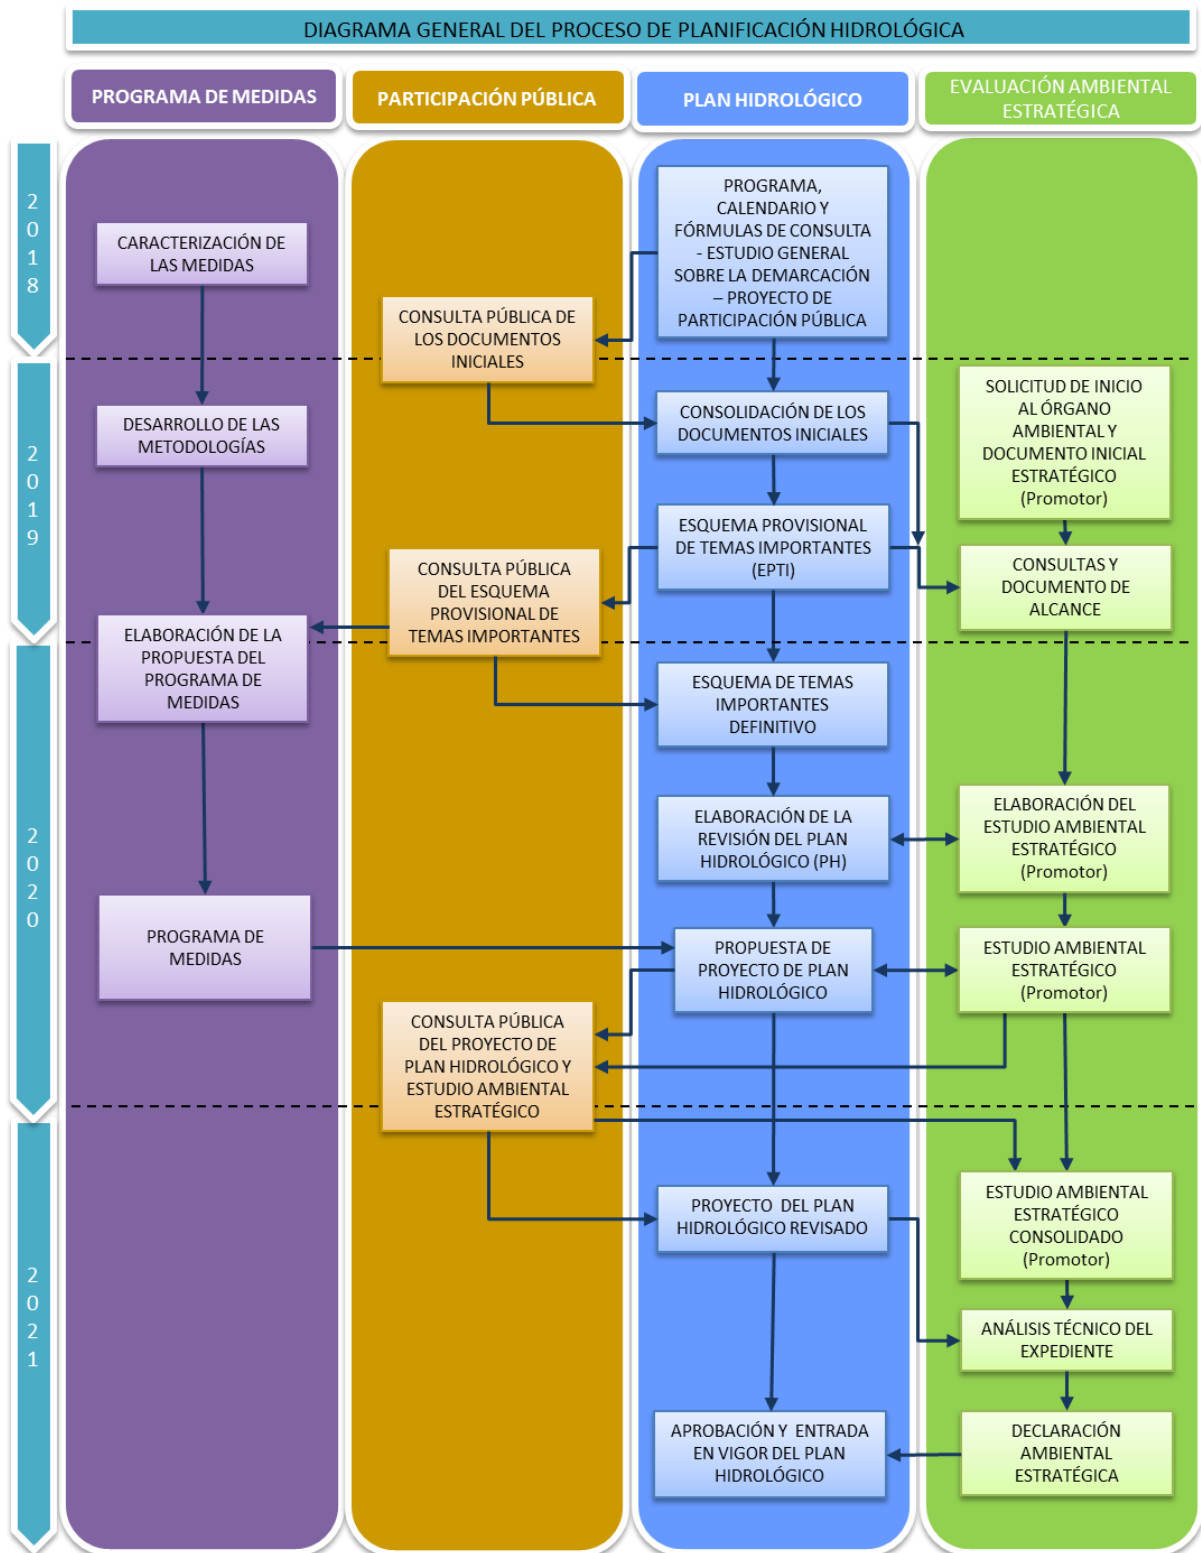 DIAGRAMA GENERAL DEL PROCESO DE PLANIFICACIÓN HIDROLÓGICA
PROGRAMA DE MEDIDAS
PARTICIPACIÓN PÚBLICA
PLAN HIDROLÓGICO
EVALUACIÓN AMBIENTAL
ESTRATÉGICA
2
0
1
8
CARACTERIZACIÓN DE
LAS MEDIDAS
PROGRAMA,
CALENDARIO Y
FÓRMULAS DE CONSULTA
- ESTUDIO GENERAL
SOBRE LA DEMARCACIÓN
– PROYECTO DE
PARTICIPACIÓN PÚBLICA
CONSULTA PÚBLICA DE
LOS DOCUMENTOS
INICIALES
2
0
1
9
DESARROLLO DE LAS
METODOLOGÍAS
CONSOLIDACIÓN DE LOS
DOCUMENTOS INICIALES
SOLICITUD DE INICIO
AL ÓRGANO
AMBIENTAL Y
DOCUMENTO INICIAL
ESTRATÉGICO
(Promotor)
ESQUEMA PROVISIONAL
DE TEMAS IMPORTANTES
(EPTI)
CONSULTA PÚBLICA
DEL ESQUEMA
PROVISIONAL DE
TEMAS IMPORTANTES
CONSULTAS Y
DOCUMENTO DE
ALCANCE
ELABORACIÓN DE LA
PROPUESTA DEL
PROGRAMA DE
MEDIDAS
2
0
2
0
ESQUEMA DE TEMAS
IMPORTANTES
DEFINITIVO
ELABORACIÓN DE LA
REVISIÓN DEL PLAN
HIDROLÓGICO (PH)
ELABORACIÓN DEL
ESTUDIO AMBIENTAL
ESTRATÉGICO
(Promotor)
PROGRAMA DE
MEDIDAS
PROPUESTA DE
PROYECTO DE PLAN
HIDROLÓGICO
ESTUDIO AMBIENTAL
ESTRATÉGICO
(Promotor)
CONSULTA PÚBLICA
DEL PROYECTO DE
PLAN HIDROLÓGICO Y
ESTUDIO AMBIENTAL
ESTRATÉGICO
2
0
2
1
PROYECTO DEL PLAN
HIDROLÓGICO REVISADO
ESTUDIO AMBIENTAL
ESTRATÉGICO
CONSOLIDADO
(Promotor)
ANÁLISIS TÉCNICO DEL
EXPEDIENTE
APROBACIÓN Y ENTRADA
EN VIGOR DEL PLAN
HIDROLÓGICO
DECLARACIÓN
AMBIENTAL
ESTRATÉGICA